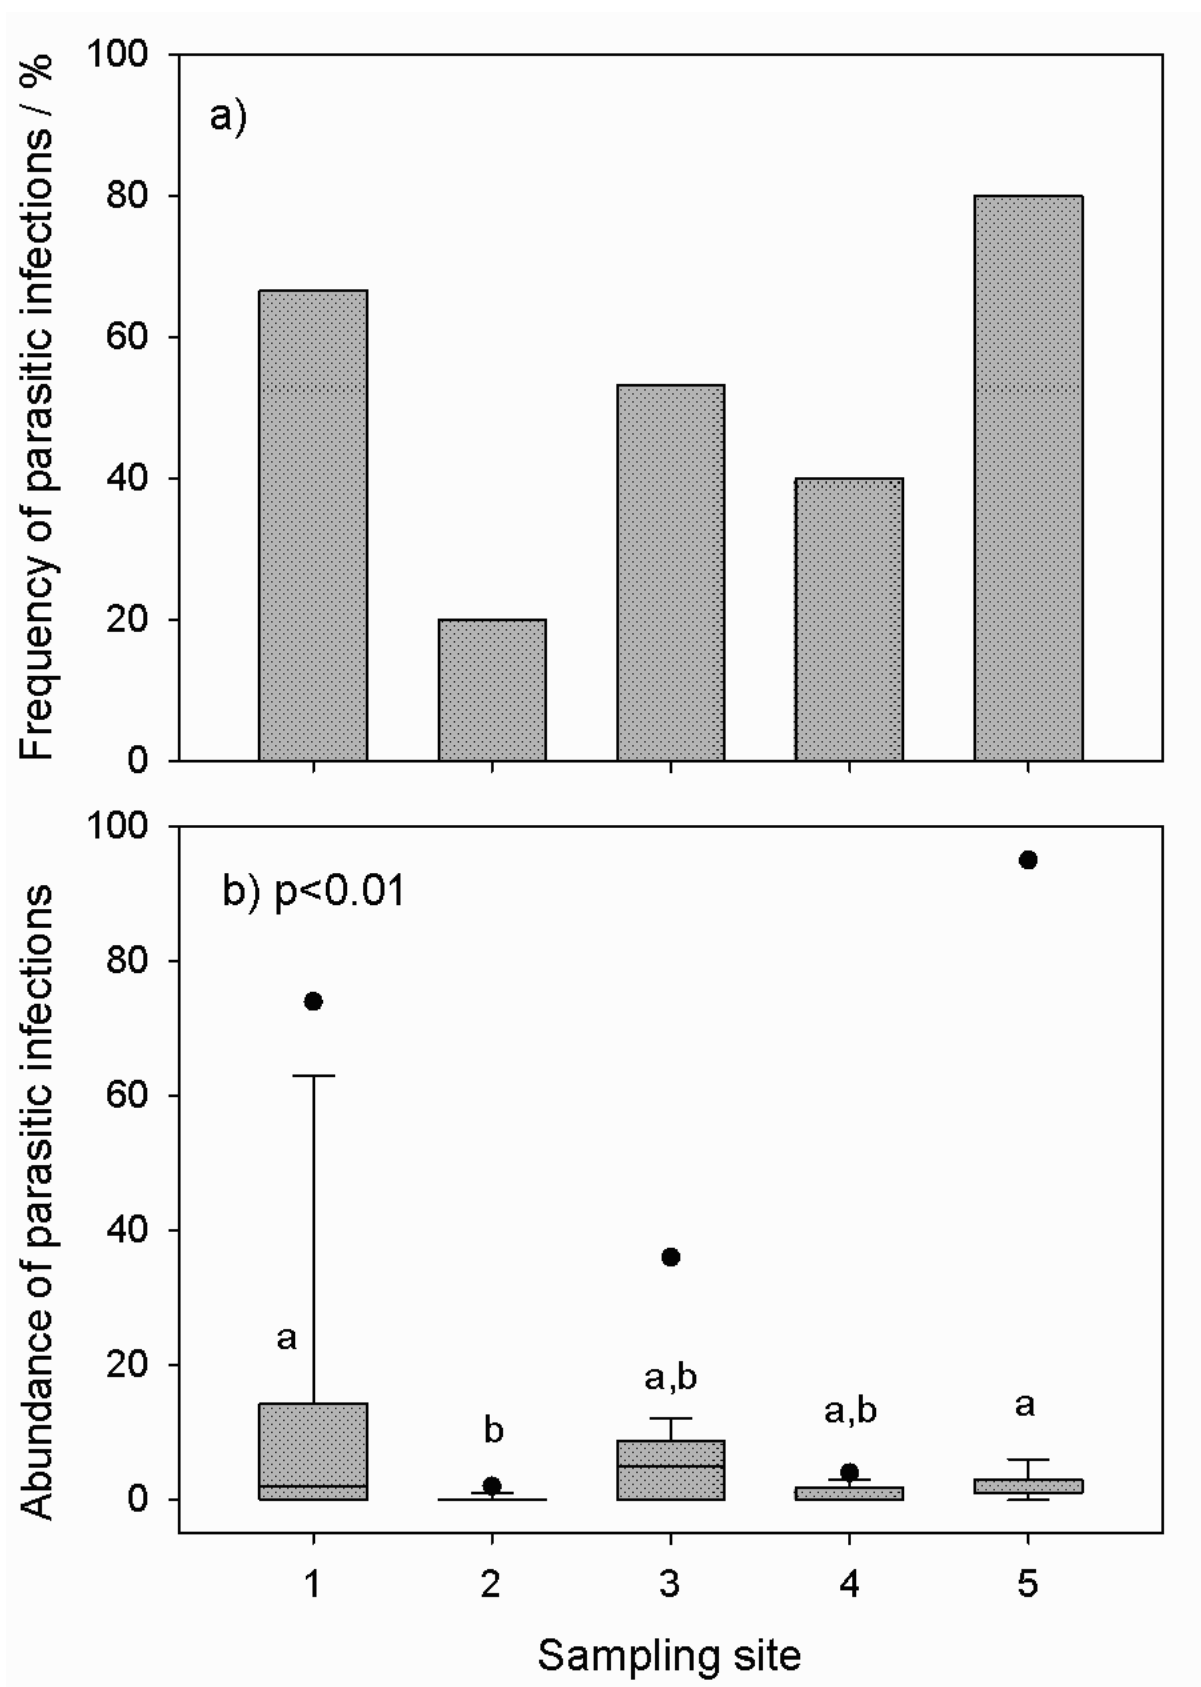 Frequency of parasitic infections / %
100
80
60
40
20
0
a)
Abundance of parasitic infections
100
80
60
40
20
0
b) p<0.01
a
b
a,b
a,b
a
1 2 3 4 5
Sampling site